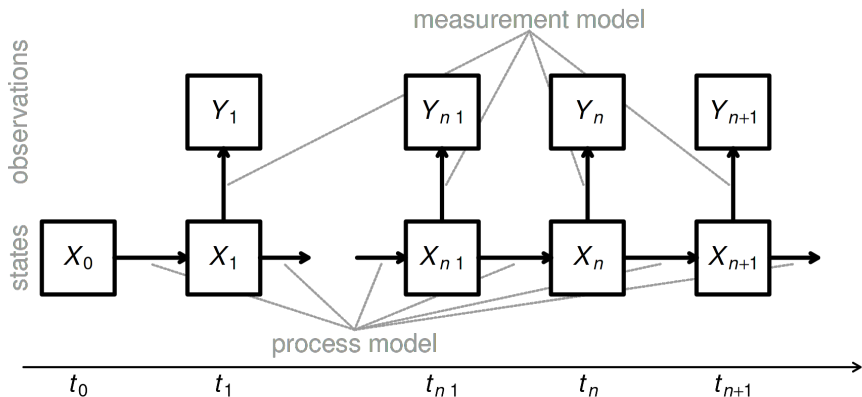 measurement model
observations
Y1 Yn 1 Yn Yn+1
states
X0 X1 Xn 1 Xn Xn+1
process model
t0 t1 tn 1 tn tn+1